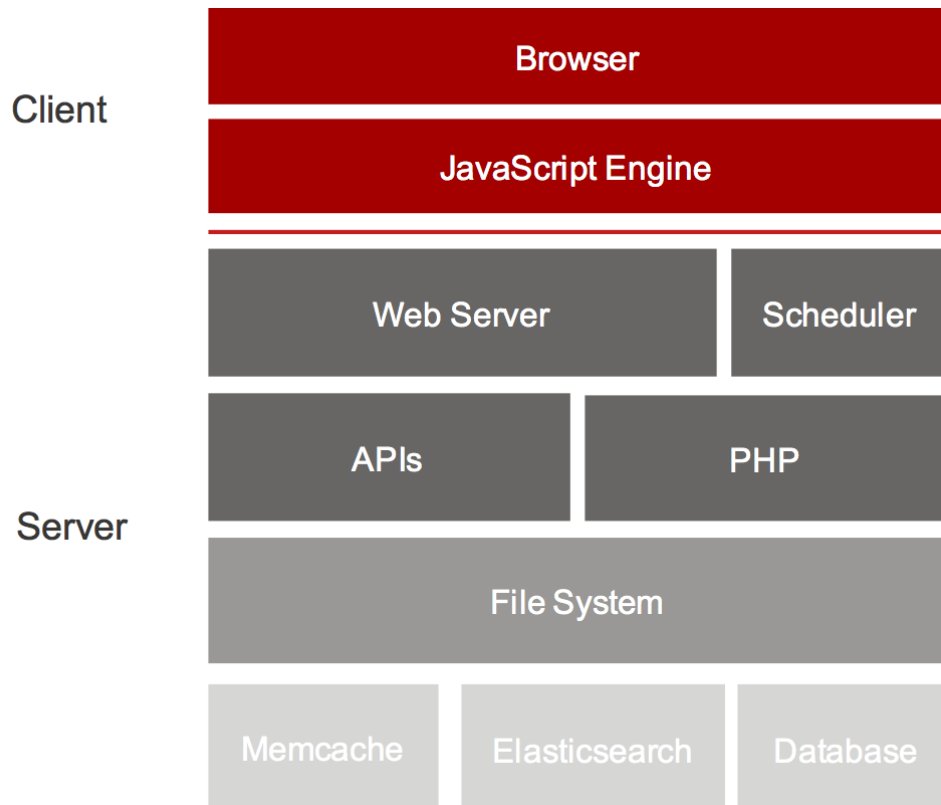 Client
Browser
JavaScript Engine
Web Server
Scheduler
Server
APIs
PHP
File System
Memcache
Elasticsearch
Database